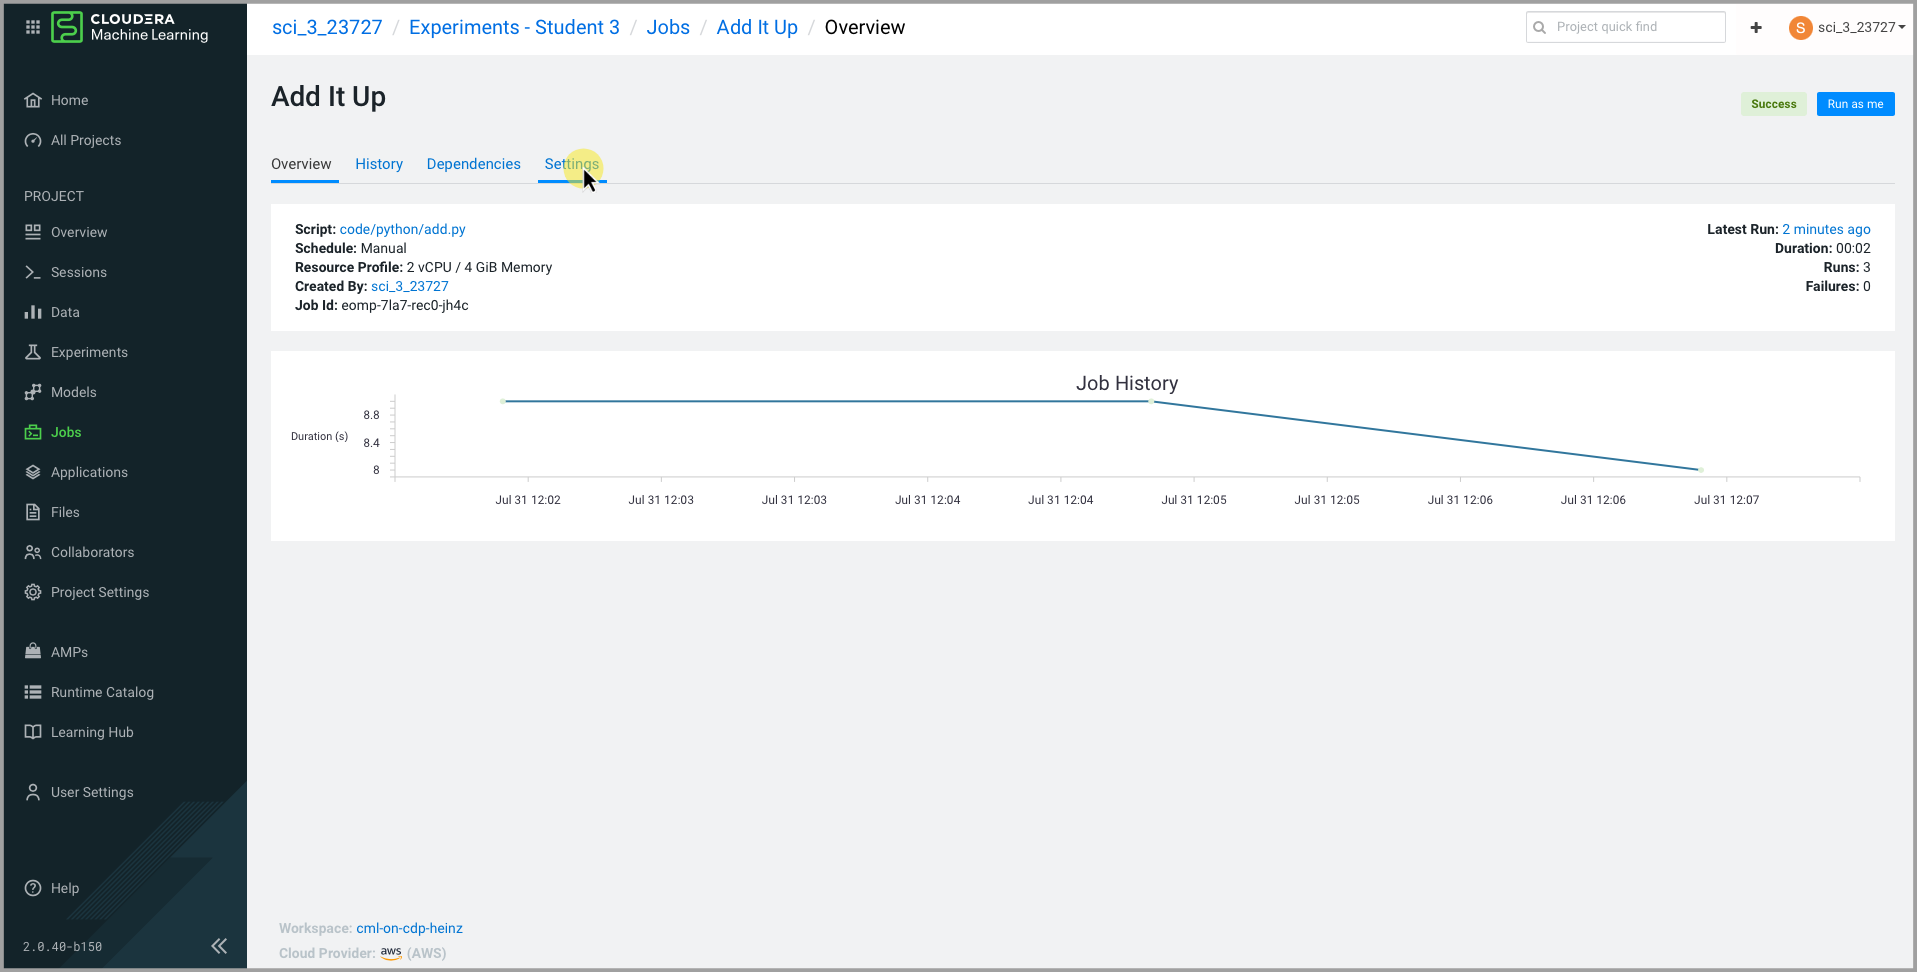 CLOUDERA
Machine Learning
sci_3_23727 / Experiments - Student 3 / Jobs / Add It Up / Overview
Project quick find
+
S sci_3_23727
Home
All Projects
PROJECT
Overview
Sessions
Data
Experiments
Models
Jobs
Applications
Files
Collaborators
Project Settings
AMPs
Runtime Catalog
Learning Hub
User Settings
Help
2.0.40-b150
Add It Up
Success
Run as me
Overview History Dependencies Settings
Script: code/python/add.py
Schedule: Manual
Resource Profile: 2 vCPU / 4 GiB Memory
Created By: sci_3_23727
Job Id: eomp-7la7-rec0-jh4c
Latest Run: 2 minutes ago
Duration: 00:02
Runs: 3
Failures: 0
Job History
Duration (s)
8.8
8.4
8
Jul 31 12:02 Jul 31 12:03 Jul 31 12:03 Jul 31 12:04 Jul 31 12:04 Jul 31 12:05 Jul 31 12:05 Jul 31 12:06 Jul 31 12:06 Jul 31 12:07
Workspace: cml-on-cdp-heinz
Cloud Provider: aws (AWS)